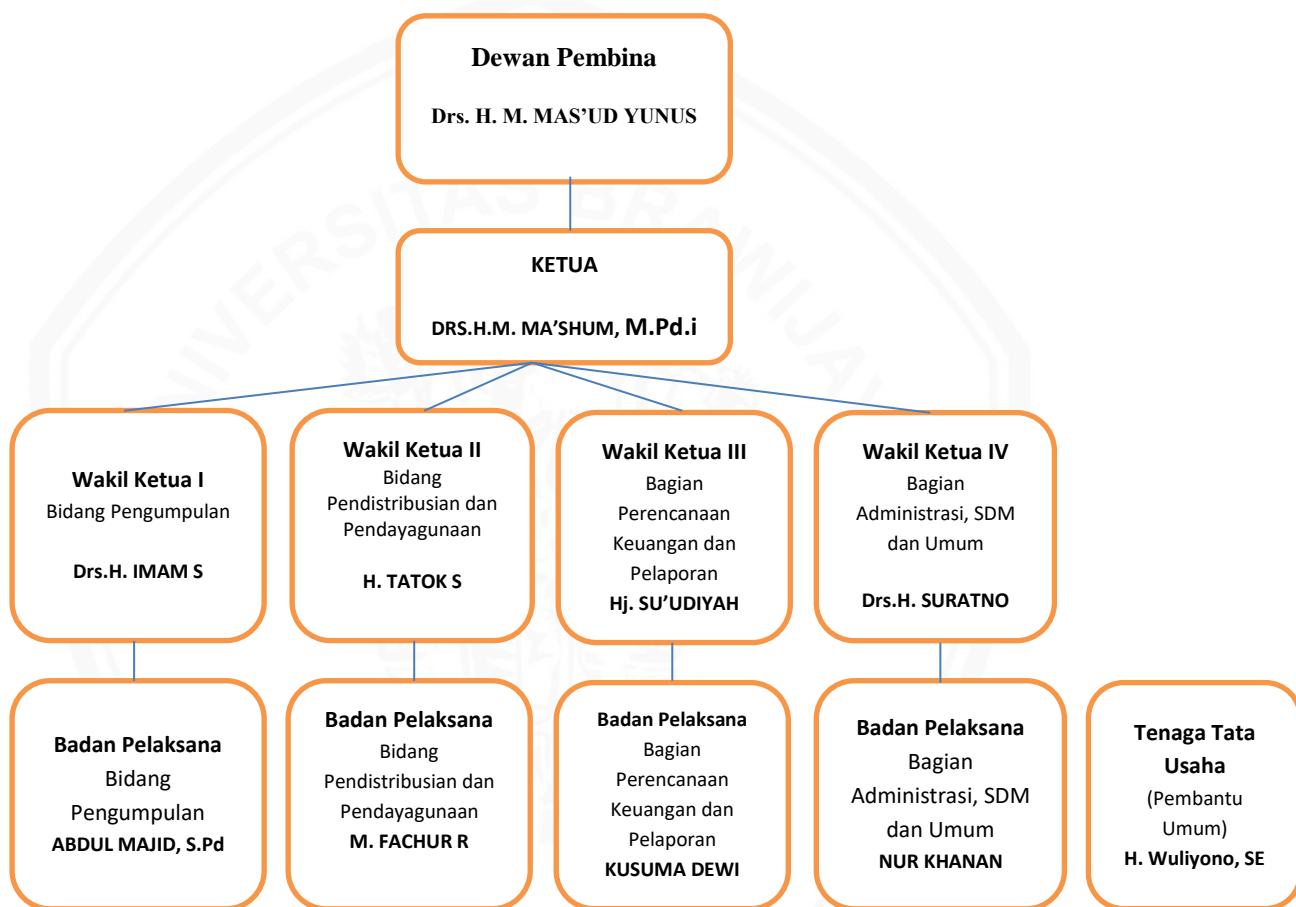 Dewan Pembina
Drs. H. M. MAS’UD YUNUS
KETUA
DRS.H.M. MA’SHUM, M.Pd.i
Wakil Ketua I
Bidang Pengumpulan
Drs.H. IMAM S
Wakil Ketua II
Bidang
Pendistribusian dan
Pendayagunaan
H. TATOK S
Wakil Ketua III
Bagian
Perencanaan
Keuangan dan
Pelaporan
Hj. SU’UDIYAH
Wakil Ketua IV
Bagian
Administrasi, SDM
dan Umum
Drs.H. SURATNO
Badan Pelaksana
Bidang
Pengumpulan
ABDUL MAJID, S.Pd
Badan Pelaksana
Bidang
Pendistribusian dan
Pendayagunaan
M. FACHUR R
Badan Pelaksana
Bagian
Perencanaan
Keuangan dan
Pelaporan
KUSUMA DEWI
Badan Pelaksana
Bagian
Administrasi, SDM
dan Umum
NUR KHANAN
Tenaga Tata
Usaha
(Pembantu
Umum)
H. Wuliyono, SE
UNIVERSITAS BRAWIJAY